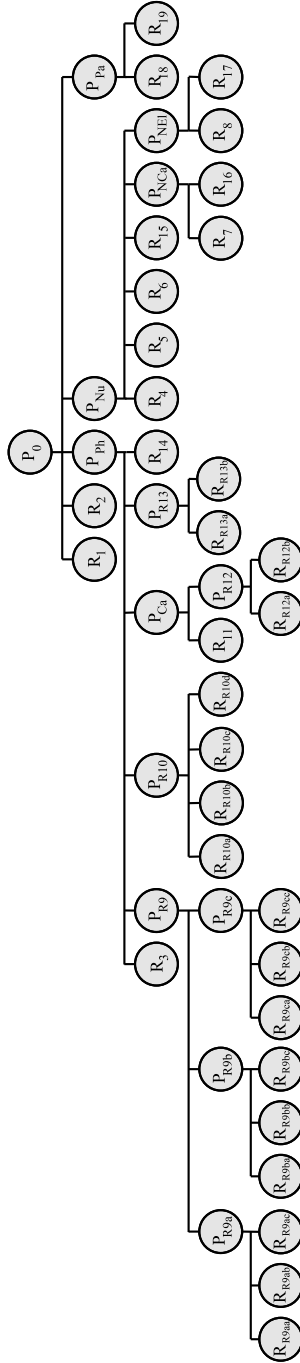 P0
R1
R2
PPh
PNu
PPa
R3
PR9
PR10
PCa
PR13
R14
R4
R5
R6
R15
PNCa
PNEl
R18
R19
PR9a
PR9b
PR9c
RR10a
RR10b
RR10c
RR10d
R11
PR12
RR13a
RR13b
R7
R16
R8
R17
RR9aa
RR9ab
RR9ac
RR9ba
RR9bb
RR9bc
RR9ca
RR9cb
RR9cc
RR12a
RR12b